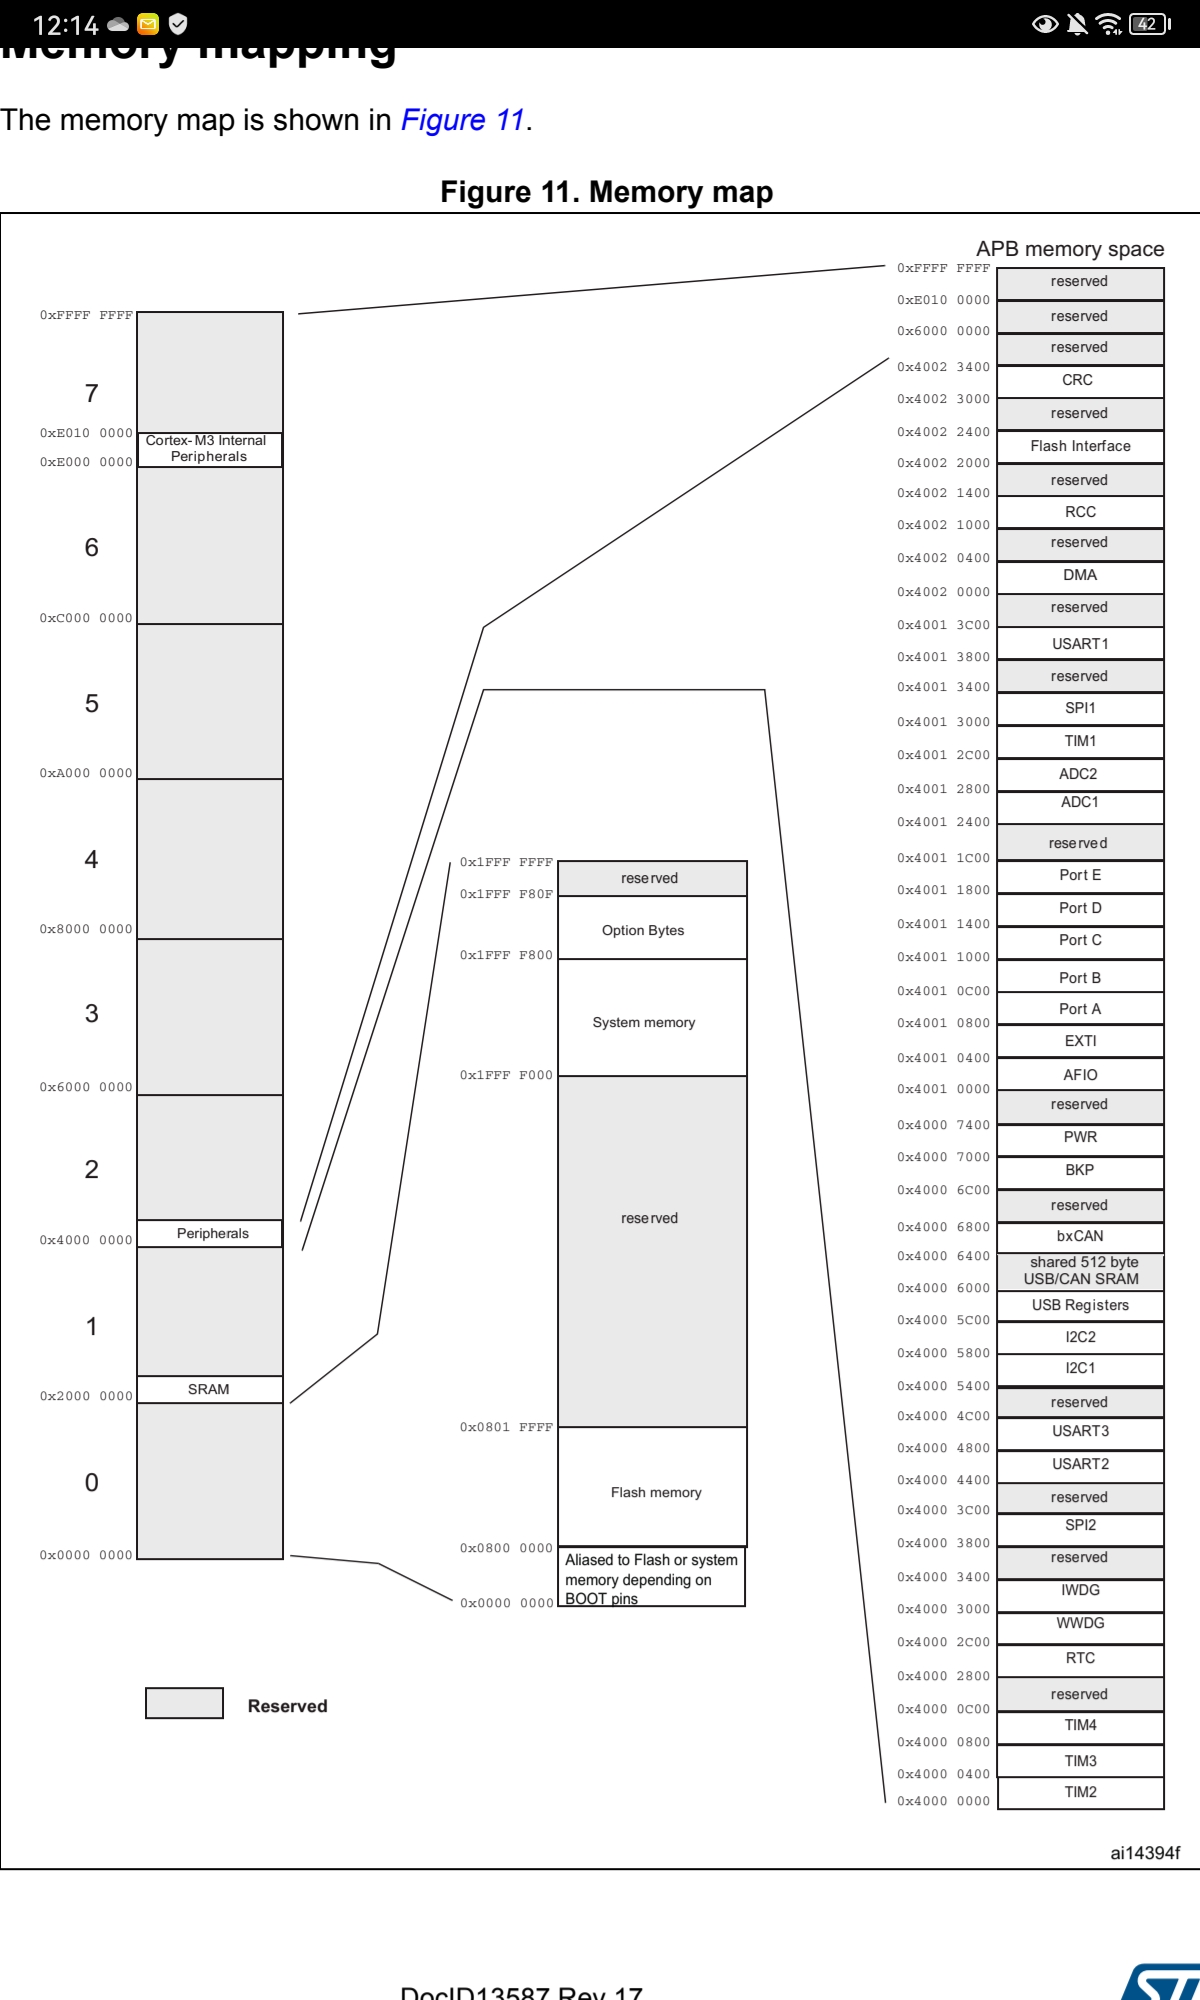 12:14
42
Memory mapping
The memory map is shown in Figure 11.
Figure 11. Memory map
APB memory space
0xFFFF FFFF
7
0xE010 0000
Cortex-M3 Internal
Peripherals
0xE000 0000
6
0xC000 0000
5
0xA000 0000
4
0x8000 0000
3
0x6000 0000
2
Peripherals
0x4000 0000
1
SRAM
0x2000 0000
0
0x0000 0000
Reserved
0x1FFF FFFF
reserved
0x1FFF F80F
Option Bytes
0x1FFF F800
System memory
0x1FFF F000
reserved
0x0801 FFFF
Flash memory
0x0800 0000
Aliased to Flash or system
memory depending on
BOOT pins
0x0000 0000
0xFFFF FFFF
reserved
0xE010 0000
reserved
0x6000 0000
reserved
0x4002 3400
CRC
0x4002 3000
reserved
0x4002 2400
Flash Interface
0x4002 2000
reserved
0x4002 1400
RCC
0x4002 1000
reserved
0x4002 0400
DMA
0x4002 0000
reserved
0x4001 3C00
USART1
0x4001 3800
reserved
0x4001 3400
SPI1
0x4001 3000
TIM1
0x4001 2C00
ADC2
0x4001 2800
ADC1
0x4001 2400
reserved
0x4001 1C00
Port E
0x4001 1800
Port D
0x4001 1400
Port C
0x4001 1000
Port B
0x4001 0C00
Port A
0x4001 0800
EXTI
0x4001 0400
AFIO
0x4001 0000
reserved
0x4000 7400
PWR
0x4000 7000
BKP
0x4000 6C00
reserved
0x4000 6800
bxCAN
0x4000 6400
shared 512 byte
USB/CAN SRAM
0x4000 6000
USB Registers
0x4000 5C00
I2C2
0x4000 5800
I2C1
0x4000 5400
reserved
0x4000 4C00
USART3
0x4000 4800
USART2
0x4000 4400
reserved
0x4000 3C00
SPI2
0x4000 3800
reserved
0x4000 3400
IWDG
0x4000 3000
WWDG
0x4000 2C00
RTC
0x4000 2800
reserved
0x4000 0C00
TIM4
0x4000 0800
TIM3
0x4000 0400
TIM2
0x4000 0000
ai14394f
DocID13587 Rev 17
ST